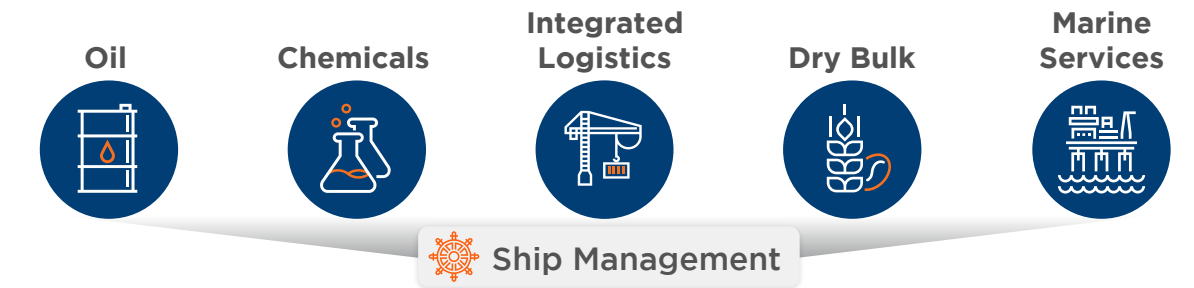 Oil
Chemicals
Integrated
Logistics
Dry Bulk
Marine
Services
Ship Management